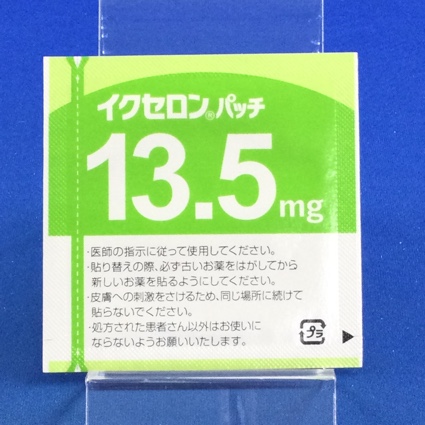 イクセロン®パッチ
13.5mg
・医師の指示に従って使用してください。
・貼り替えの際、必ず古いお薬をはがしてから
新しいお薬を貼るようにしてください。
・皮膚への刺激をさけるため、同じ場所に続けて
貼らないでください。
・処方された患者さん以外はお使いに
ならないようお願いいたします。
プラ